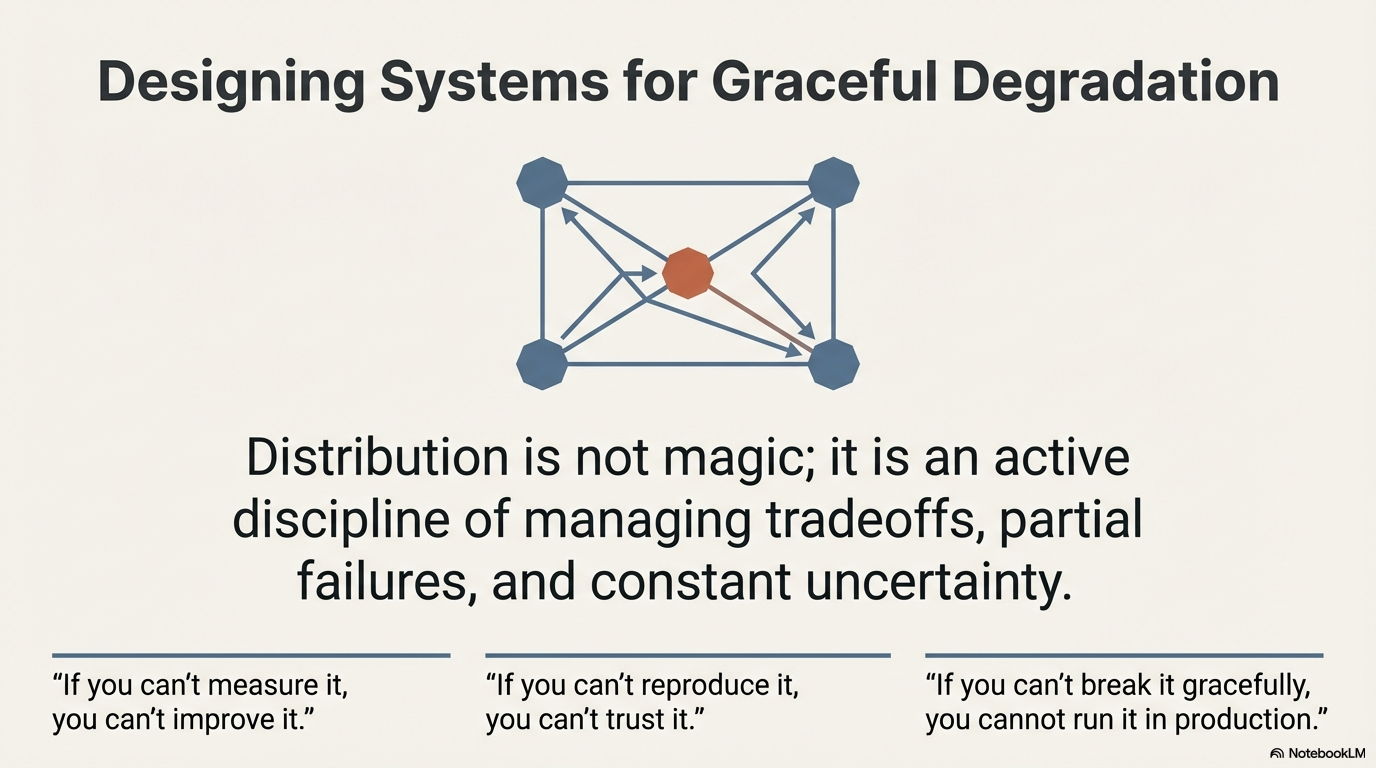 Designing Systems for Graceful Degradation
Distribution is not magic; it is an active
discipline of managing tradeoffs, partial
failures, and constant uncertainty.
“If you can’t measure it,
you can’t improve it.”
“If you can’t reproduce it,
you can’t trust it.”
“If you can’t break it gracefully,
you cannot run it in production.”
NotebookLM